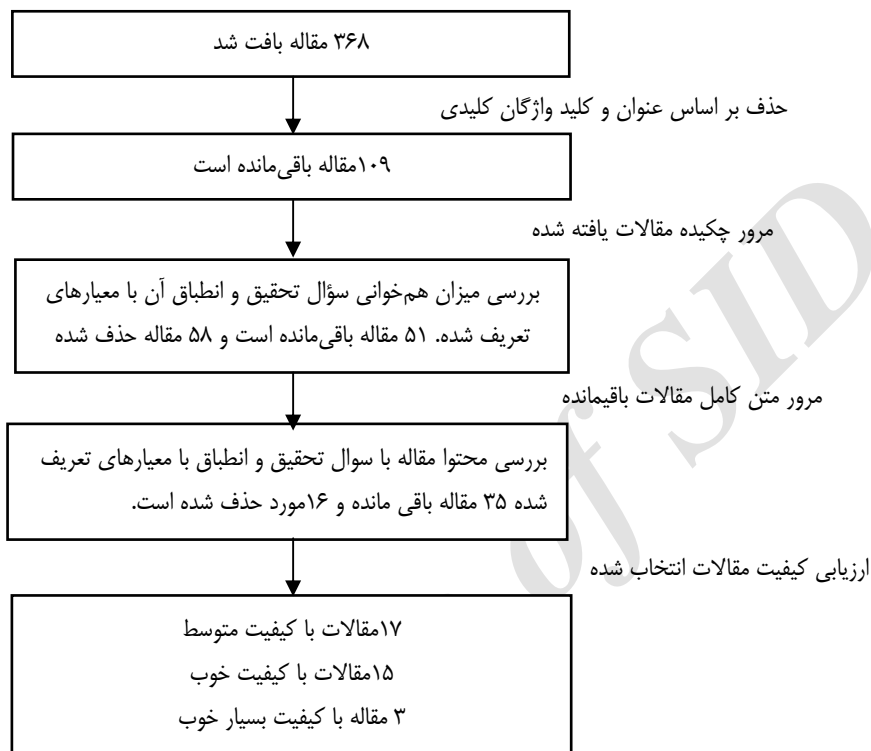 ۳۶۸ مقاله بافت شد
حذف بر اساس عنوان و کلید واژگان کلیدی
۱۰۹مقاله باقی‌مانده است
مرور چکیده مقالات یافته شده
بررسی میزان هم‌خوانی سؤال تحقیق و انطباق آن با معیارهای
تعریف شده. ۵۱ مقاله باقی‌مانده است و ۵۸ مقاله حذف شده
مرور متن کامل مقالات باقیمانده
بررسی محتوا مقاله با سوال تحقیق و انطباق با معیارهای تعریف
شده ۳۵ مقاله باقی مانده و ۱۶مورد حذف شده است.
ارزیابی کیفیت مقالات انتخاب شده
۱۷مقالات با کیفیت متوسط
۱۵مقالات با کیفیت خوب
۳ مقاله با کیفیت بسیار خوب
of SID